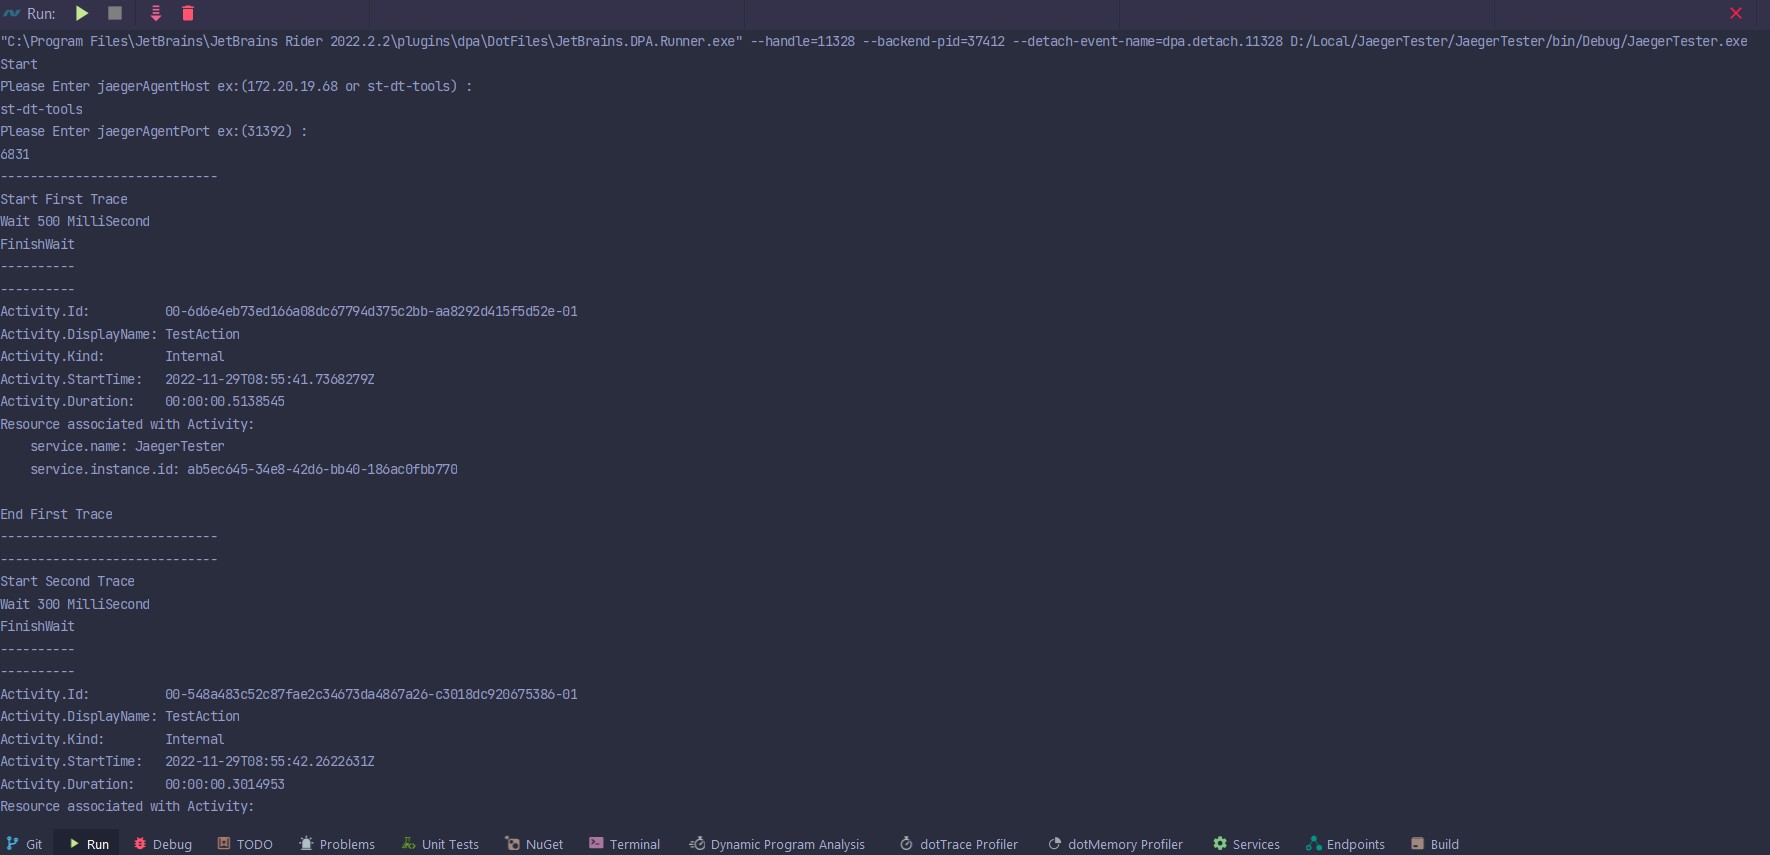 Run:
"C:\Program Files\JetBrains\JetBrains Rider 2022.2.2\plugins\dpa\DotFiles\JetBrains.DPA.Runner.exe" --handle=11328 --backend-pid=37412 --detach-event-name=dpa.detach.11328 D:/Local/JaegerTester/JaegerTester/bin/Debug/JaegerTester.exe
Start
Please Enter jaegerAgentHost ex:(172.20.19.68 or st-dt-tools) :
st-dt-tools
Please Enter jaegerAgentPort ex:(31392) :
6831
-----------------------------
Start First Trace
Wait 500 MilliSecond
FinishWait
----------
----------
Activity.Id:          00-6d6e4eb73ed166a08dc67794d375c2bb-aa8292d415f5d52e-01
Activity.DisplayName: TestAction
Activity.Kind:        Internal
Activity.StartTime:   2022-11-29T08:55:41.7368279Z
Activity.Duration:    00:00:00.5138545
Resource associated with Activity:
    service.name: JaegerTester
    service.instance.id: ab5ec645-34e8-42d6-bb40-186ac0fbb770
End First Trace
-----------------------------
-----------------------------
Start Second Trace
Wait 300 MilliSecond
FinishWait
----------
----------
Activity.Id:          00-548a483c52c87fae2c34673da4867a26-c3018dc920675386-01
Activity.DisplayName: TestAction
Activity.Kind:        Internal
Activity.StartTime:   2022-11-29T08:55:42.2622631Z
Activity.Duration:    00:00:00.3014953
Resource associated with Activity:
Git Run Debug TODO Problems Unit Tests NuGet Terminal Dynamic Program Analysis dotTrace Profiler dotMemory Profiler Services Endpoints Build